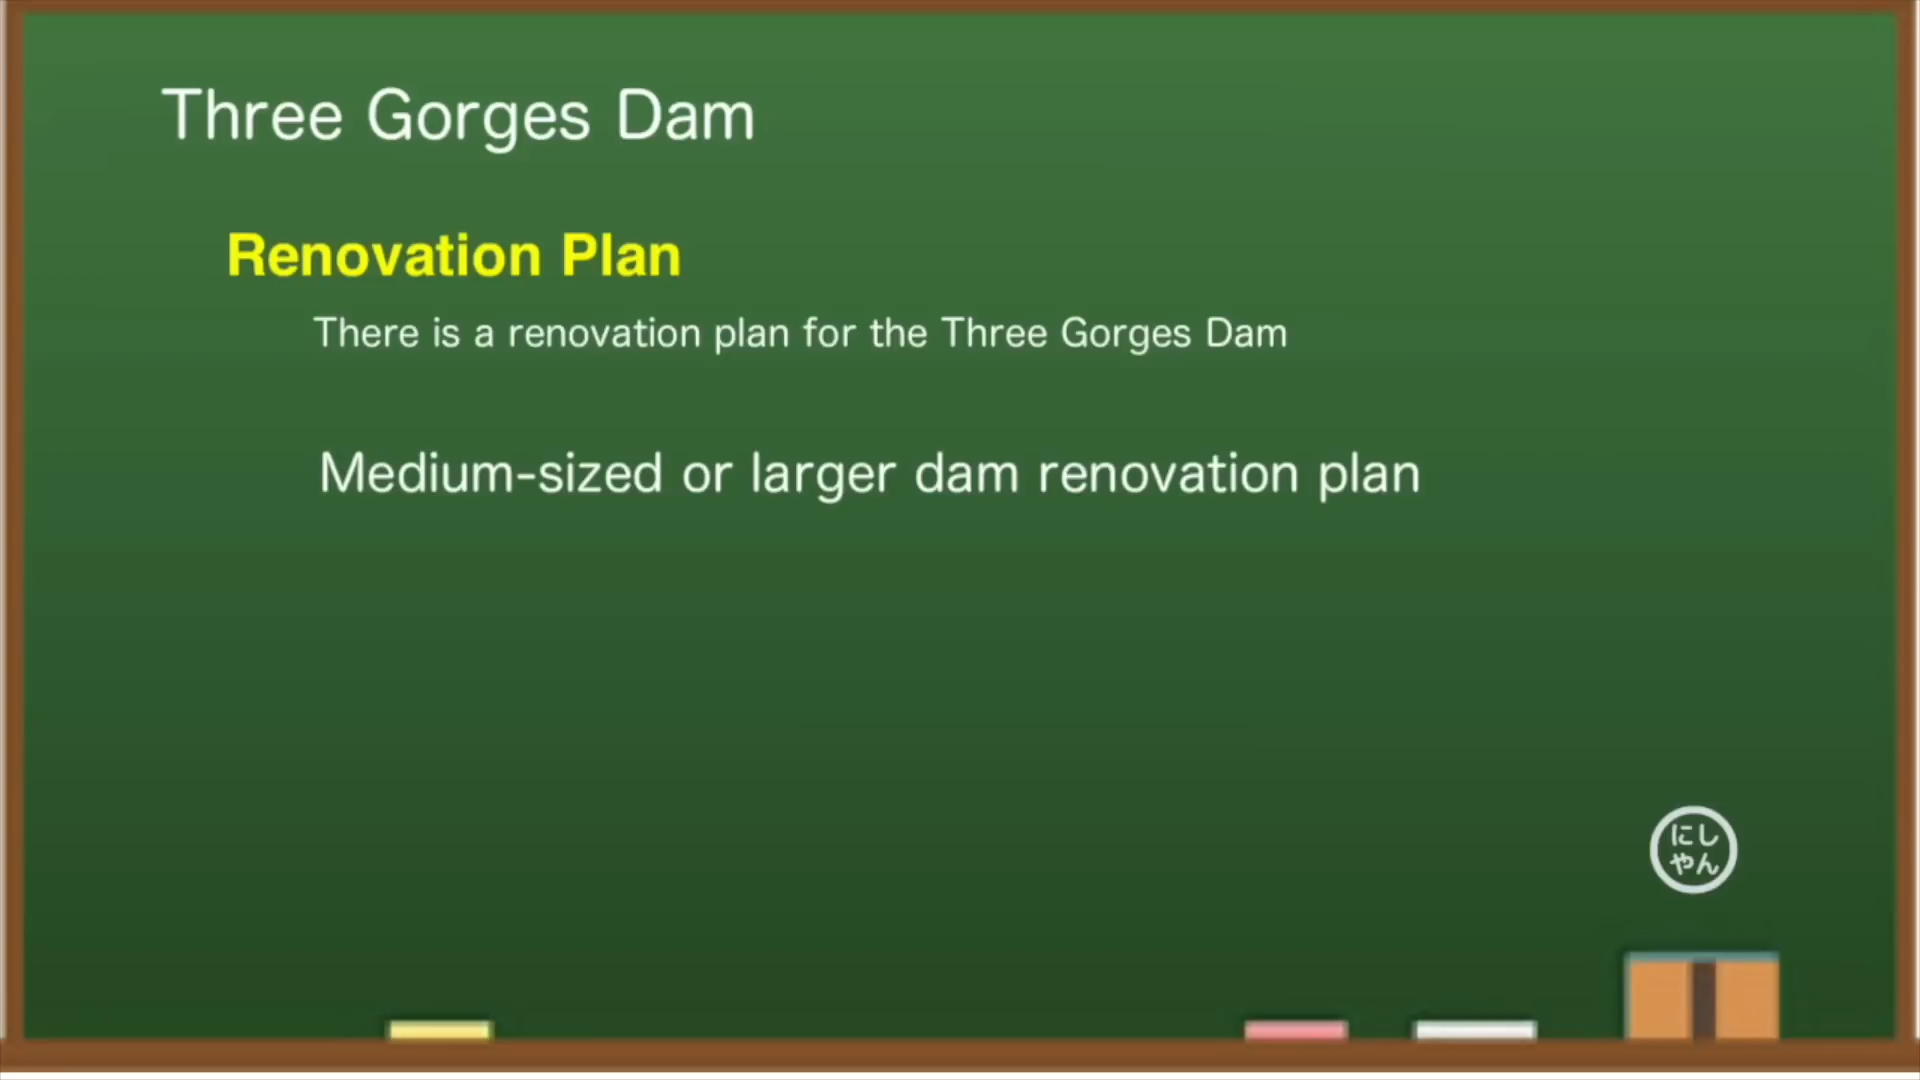 Three Gorges Dam
Renovation Plan
There is a renovation plan for the Three Gorges Dam
Medium-sized or larger dam renovation plan
にし
やん